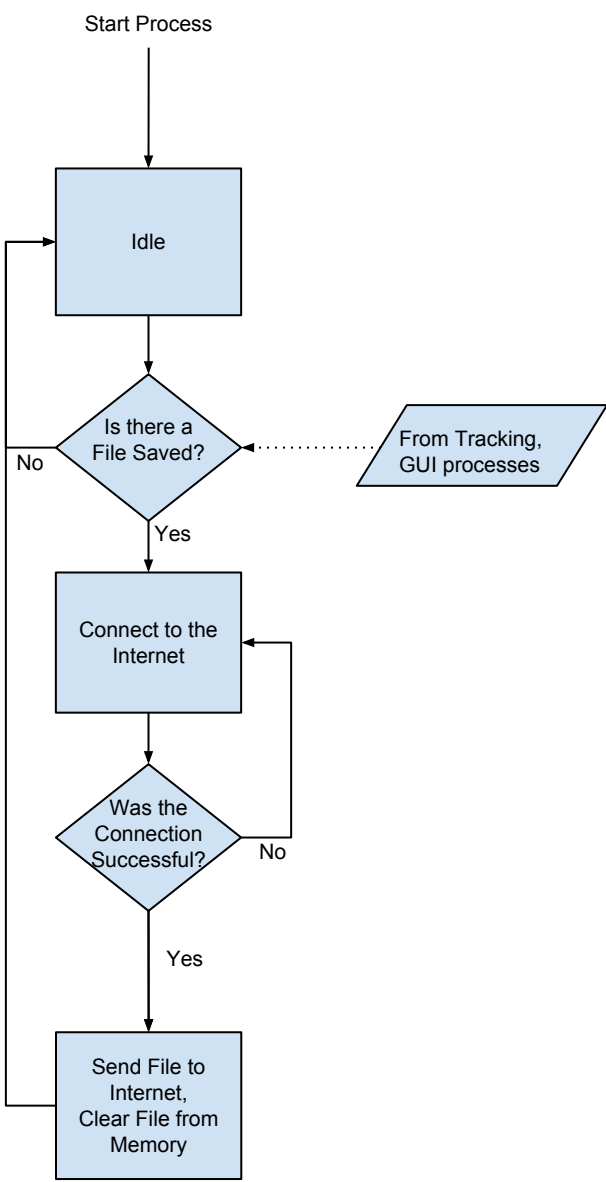 Start Process
Idle
Is there a
File Saved?
From Tracking,
GUI processes
No
Yes
Connect to the
Internet
Was the
Connection
Successful?
No
Yes
Send File to
Internet,
Clear File from
Memory